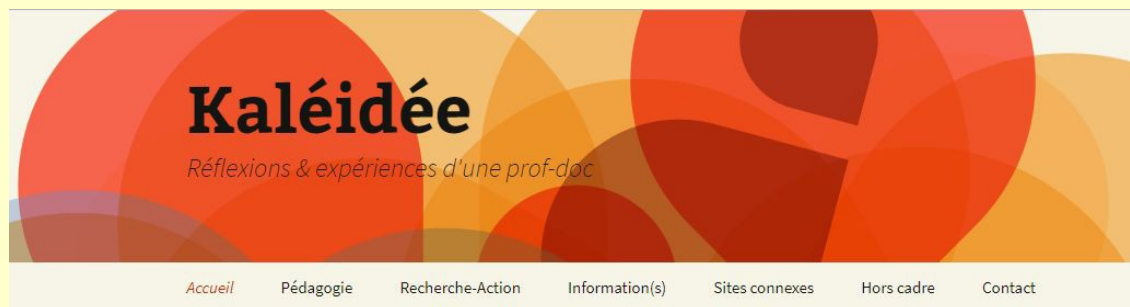 Kaléidée
Réflexions & expériences d'une prof-doc
Accueil Pédagogie Recherche-Action Information(s) Sites connexes Hors cadre Contact